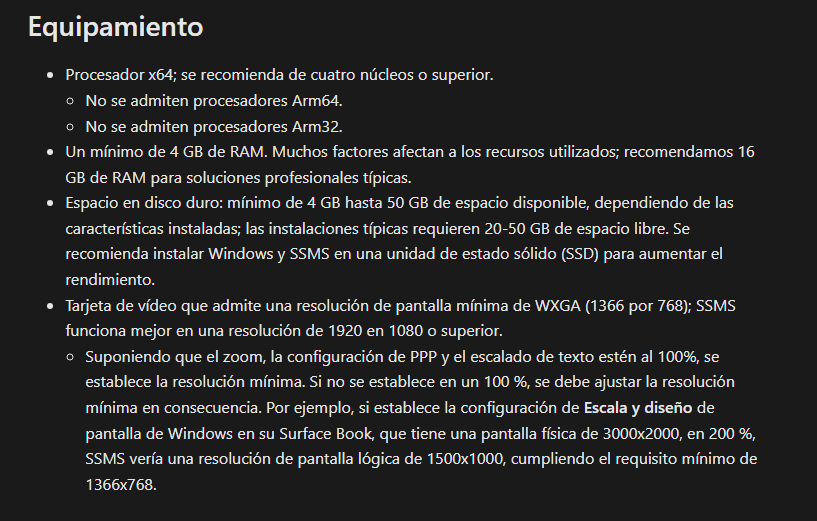 Equipamiento
• Procesador x64; se recomienda de cuatro núcleos o superior.
○ No se admiten procesadores Arm64.
○ No se admiten procesadores Arm32.
• Un mínimo de 4 GB de RAM. Muchos factores afectan a los recursos utilizados; recomendamos 16
GB de RAM para soluciones profesionales típicas.
• Espacio en disco duro: mínimo de 4 GB hasta 50 GB de espacio disponible, dependiendo de las
características instaladas; las instalaciones típicas requieren 20-50 GB de espacio libre. Se
recomienda instalar Windows y SSMS en una unidad de estado sólido (SSD) para aumentar el
rendimiento.
• Tarjeta de vídeo que admite una resolución de pantalla mínima de WXGA (1366 por 768); SSMS
funciona mejor en una resolución de 1920 en 1080 o superior.
○ Suponiendo que el zoom, la configuración de PPP y el escalado de texto estén al 100%, se
establece la resolución mínima. Si no se establece en un 100 %, se debe ajustar la resolución
mínima en consecuencia. Por ejemplo, si establece la configuración de Escala y diseño de
pantalla de Windows en su Surface Book, que tiene una pantalla física de 3000x2000, en 200 %,
SSMS vería una resolución de pantalla lógica de 1500x1000, cumpliendo el requisito mínimo de
1366x768.